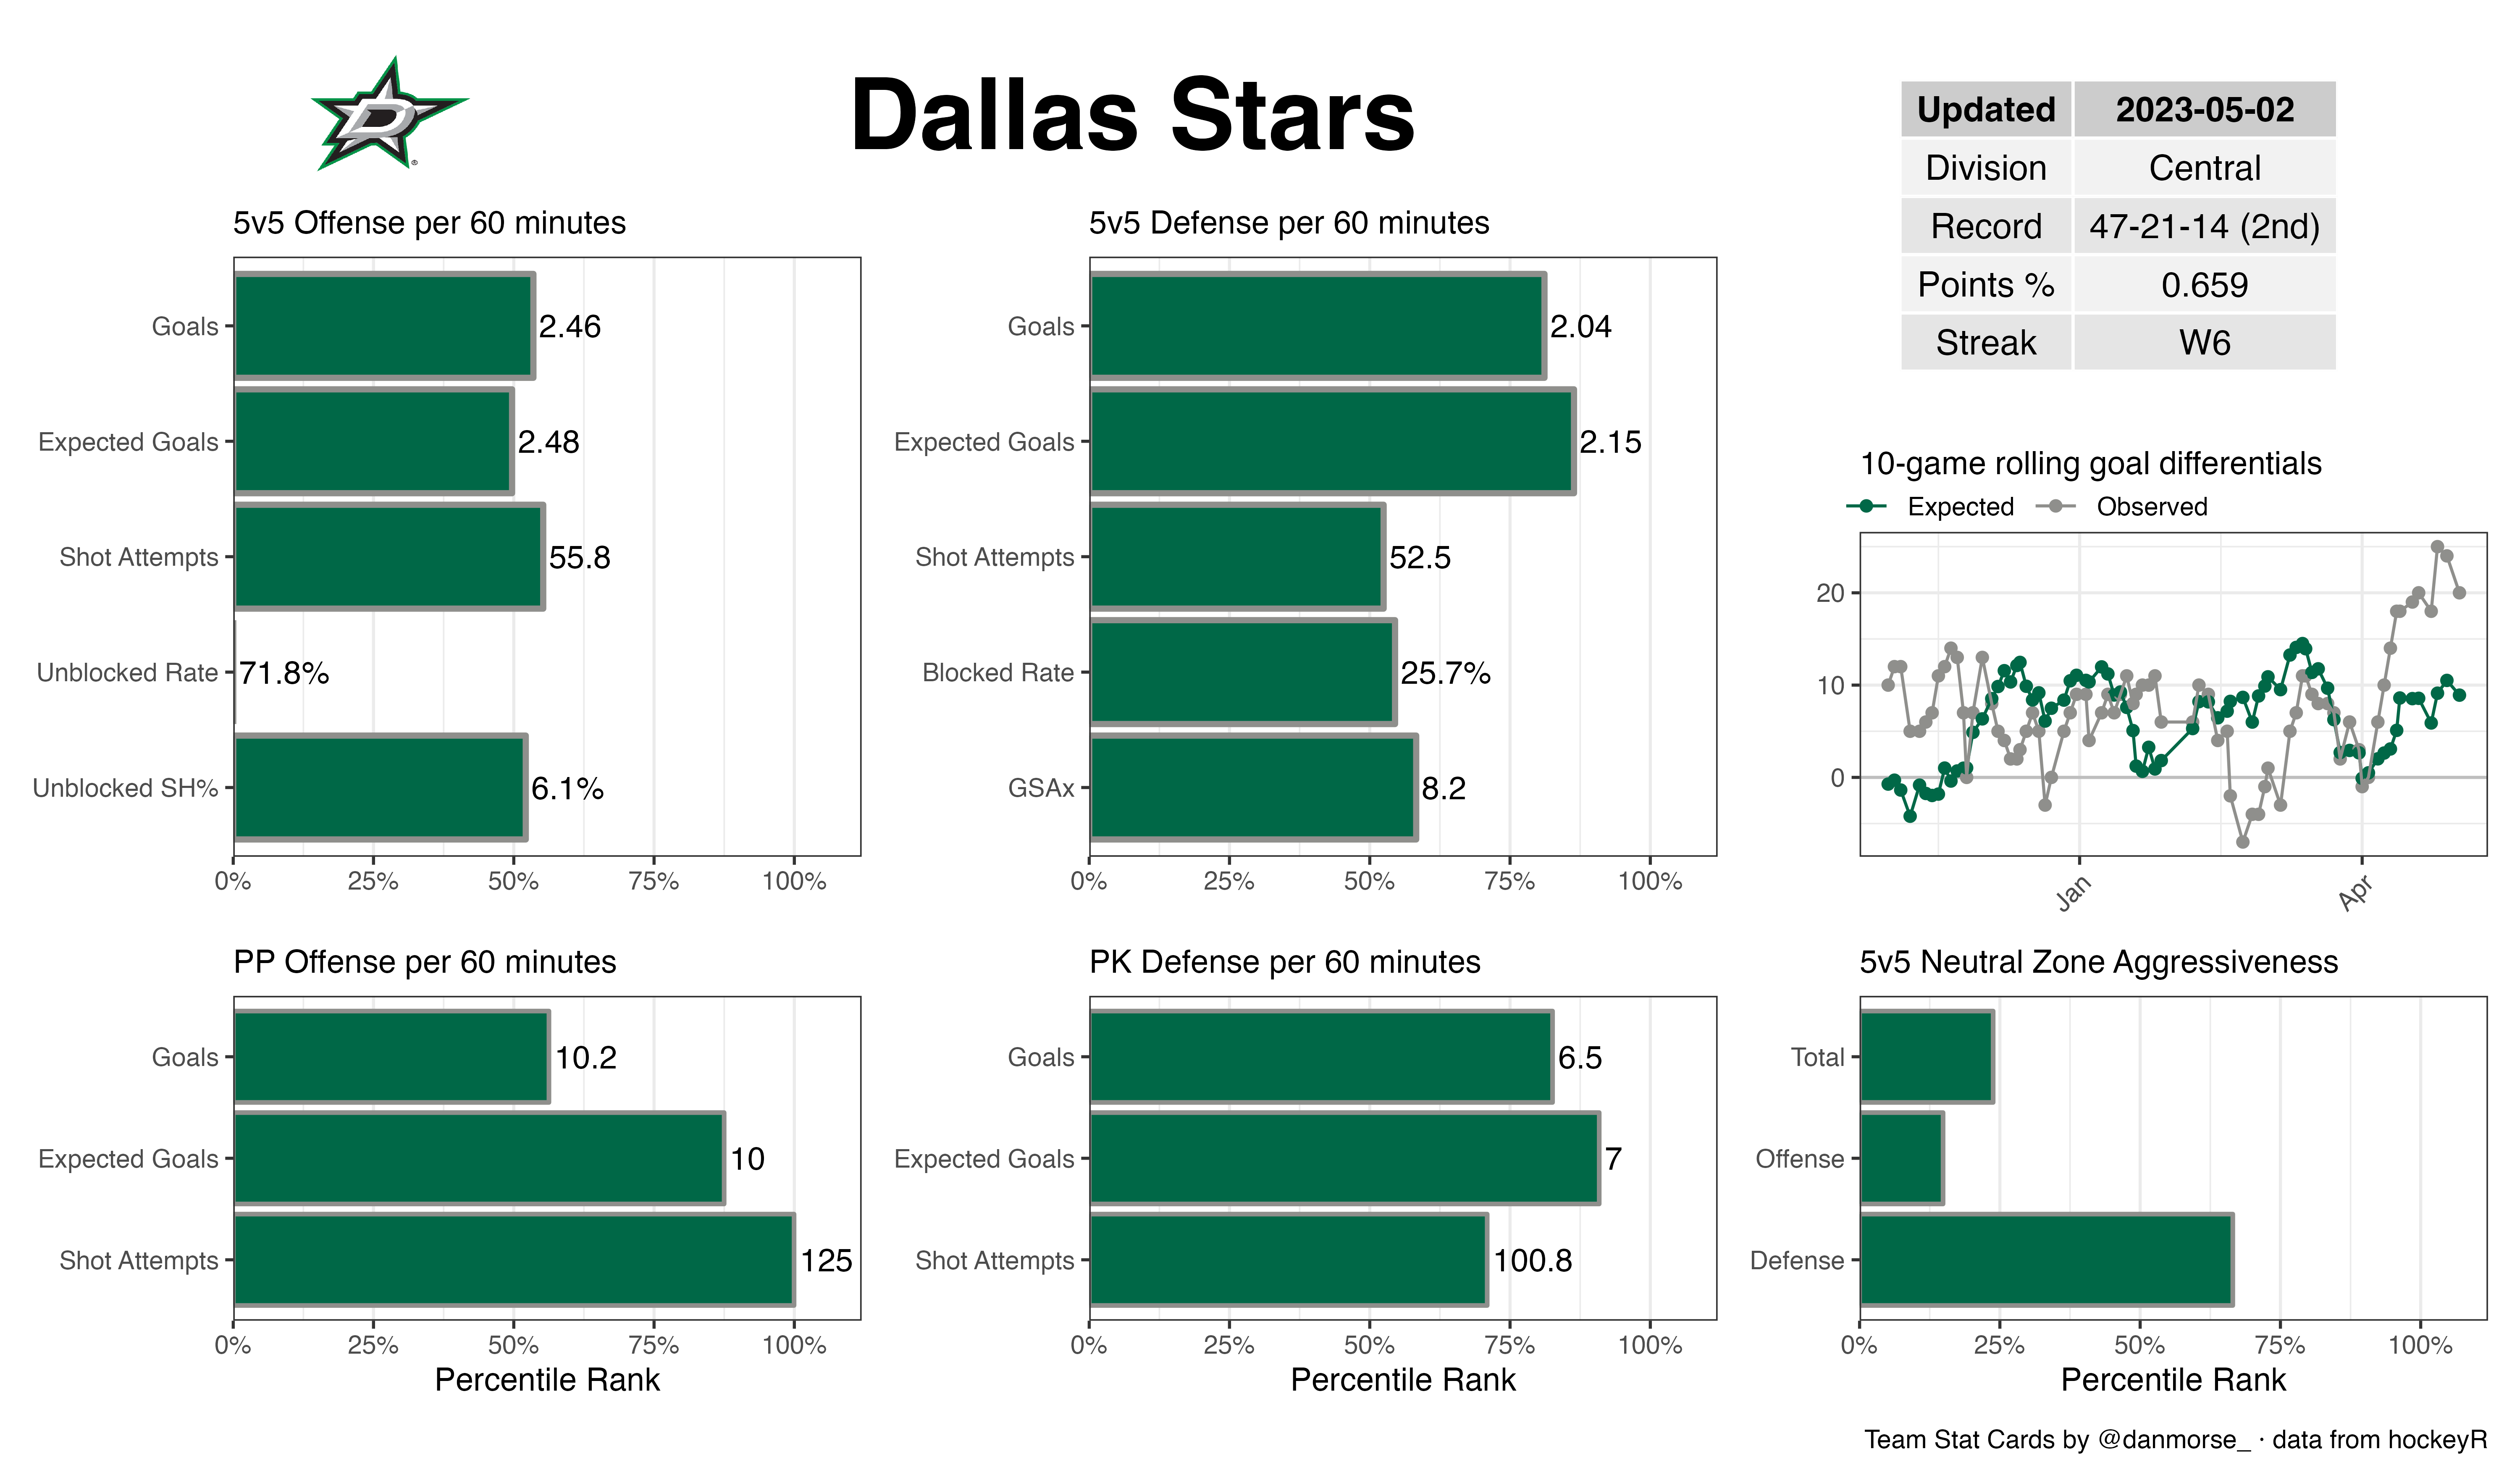 Dallas Stars
Updated 2023-05-02
Division Central
Record 47-21-14 (2nd)
Points % 0.659
Streak W6
5v5 Offense per 60 minutes
Goals 2.46
Expected Goals 2.48
Shot Attempts 55.8
Unblocked Rate 71.8%
Unblocked SH% 6.1%
0% 25% 50% 75% 100%
5v5 Defense per 60 minutes
Goals 2.04
Expected Goals 2.15
Shot Attempts 52.5
Blocked Rate 25.7%
GSAx 8.2
0% 25% 50% 75% 100%
10-game rolling goal differentials
Expected Observed
20
10
0
Jan Apr
PP Offense per 60 minutes
Goals 10.2
Expected Goals 10
Shot Attempts 125
0% 25% 50% 75% 100%
Percentile Rank
PK Defense per 60 minutes
Goals 6.5
Expected Goals 7
Shot Attempts 100.8
0% 25% 50% 75% 100%
Percentile Rank
5v5 Neutral Zone Aggressiveness
Total
Offense
Defense
0% 25% 50% 75% 100%
Percentile Rank
Team Stat Cards by @danmorse_ · data from hockeyR